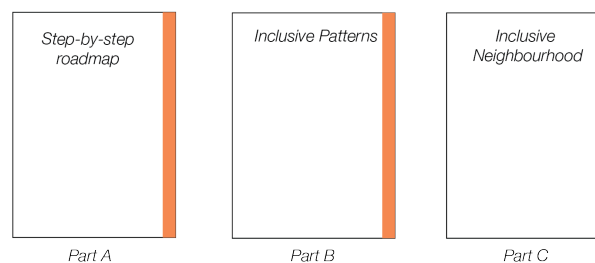 Step-by-step
roadmap
Inclusive Patterns
Inclusive
Neighbourhood
Part A
Part B
Part C